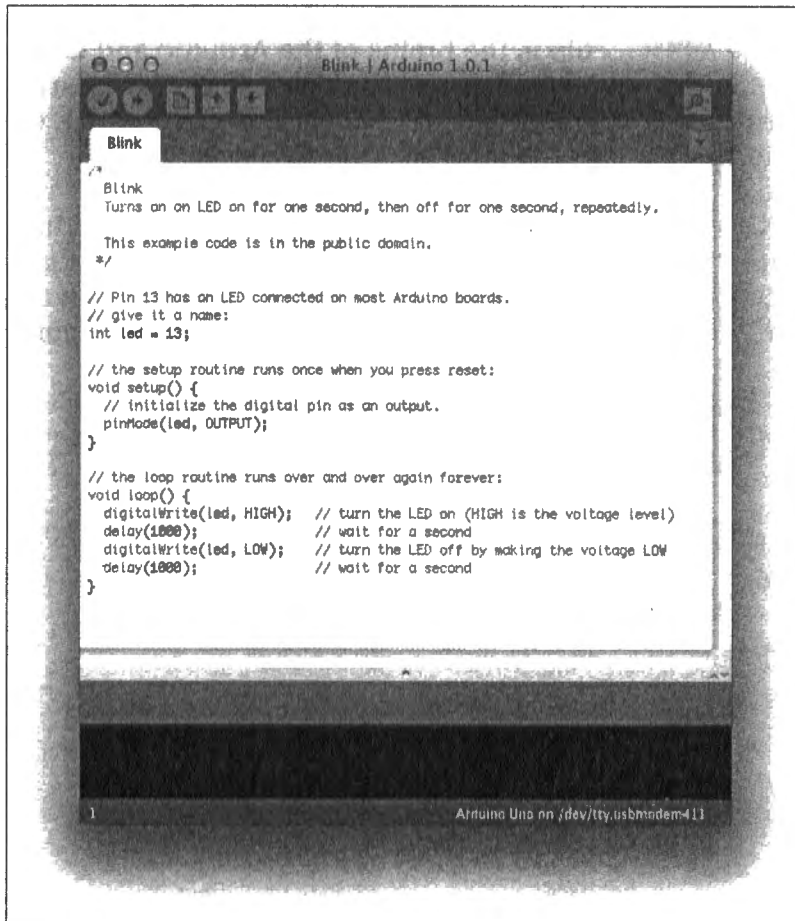 Blink | Arduino 1.0.1
Blink
/*
  Blink
  Turns on an LED on for one second, then off for one second, repeatedly.

  This example code is in the public domain.
 */

// Pin 13 has an LED connected on most Arduino boards.
// give it a name:
int led = 13;

// the setup routine runs once when you press reset:
void setup() {
  // initialize the digital pin as an output.
  pinMode(led, OUTPUT);
}

// the loop routine runs over and over again forever:
void loop() {
  digitalWrite(led, HIGH);   // turn the LED on (HIGH is the voltage level)
  delay(1000);               // wait for a second
  digitalWrite(led, LOW);    // turn the LED off by making the voltage LOW
  delay(1000);               // wait for a second
}
1
Arduino Uno on /dev/tty.usbmodem411